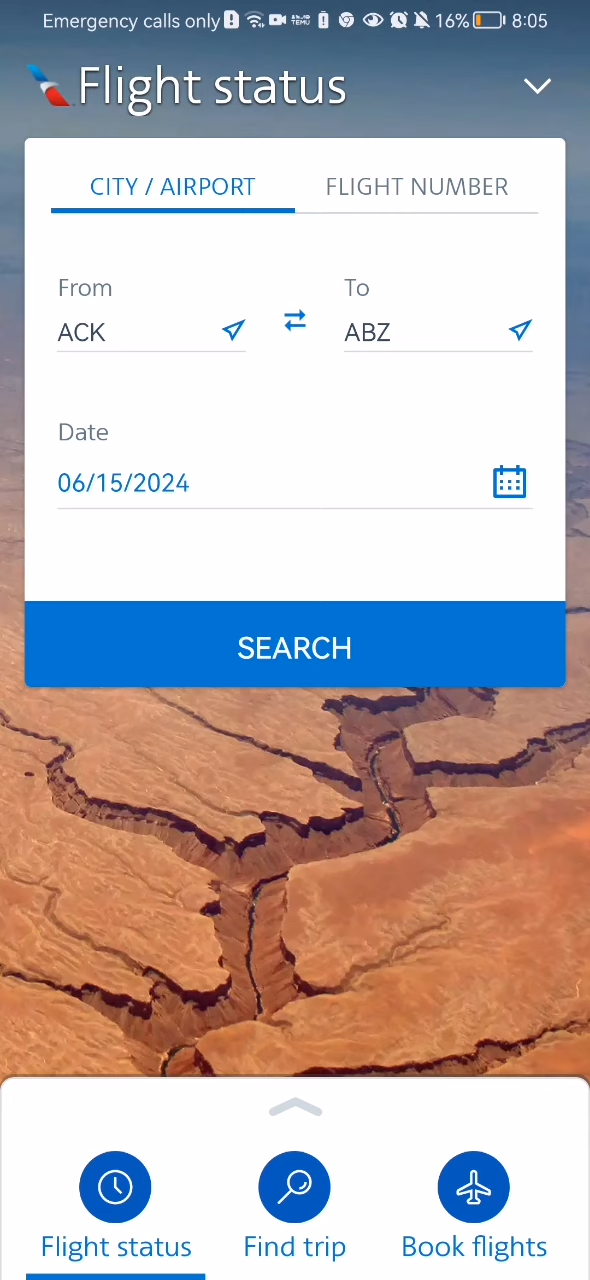 Emergency calls only 16% 8:05
Flight status
CITY / AIRPORT FLIGHT NUMBER
From To
ACK ABZ
Date
06/15/2024
SEARCH
Flight status Find trip Book flights